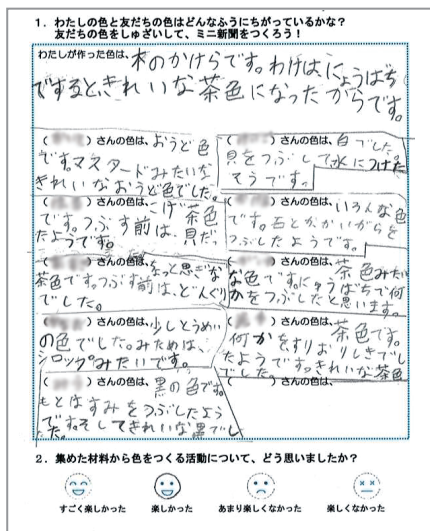 1. わたしの色と友だちの色はどんなふうにちがっているかな？
友だちの色をしゅざいして、ミニ新聞をつくろう！
わたしが作った色は、木のかけらです。わけは、にょうばち
ですると、きれいな茶色になったからです。
( ) さんの色は、おうど色
です。マスタードみたいな
きれいなおうど色でした。
( ) さんの色は、白でした。
貝をつぶして水につけた
そうです。
( ) さんの色は、こげ茶色
です。つぶす前は、貝だっ
たようです。
( ) さんの色は、いろんな色
です。石とかかいがらを
つぶしたようです。
( ) さんの色は、
茶色です。つぶす前は、どんぐり
でした。
( ) さんの色は、茶色みたい
な色です。にゅうばちで何
かをつぶしたと思います。
( ) さんの色は、少しとうめい
の色でした。みためは、
シロップみたいです。
( ) さんの色は、茶色です。
何かをすりおりしきでし
たようです。きれいな茶色
でした。
( ) さんの色は、黒の色です。
もとはすみをつぶしたよう
です。そしてきれいな黒でし
た。
( ) さんの色は、
2. 集めた材料から色をつくる活動について、どう思いましたか？
すごく楽しかった 楽しかった あまり楽しくなかった 楽しくなかった